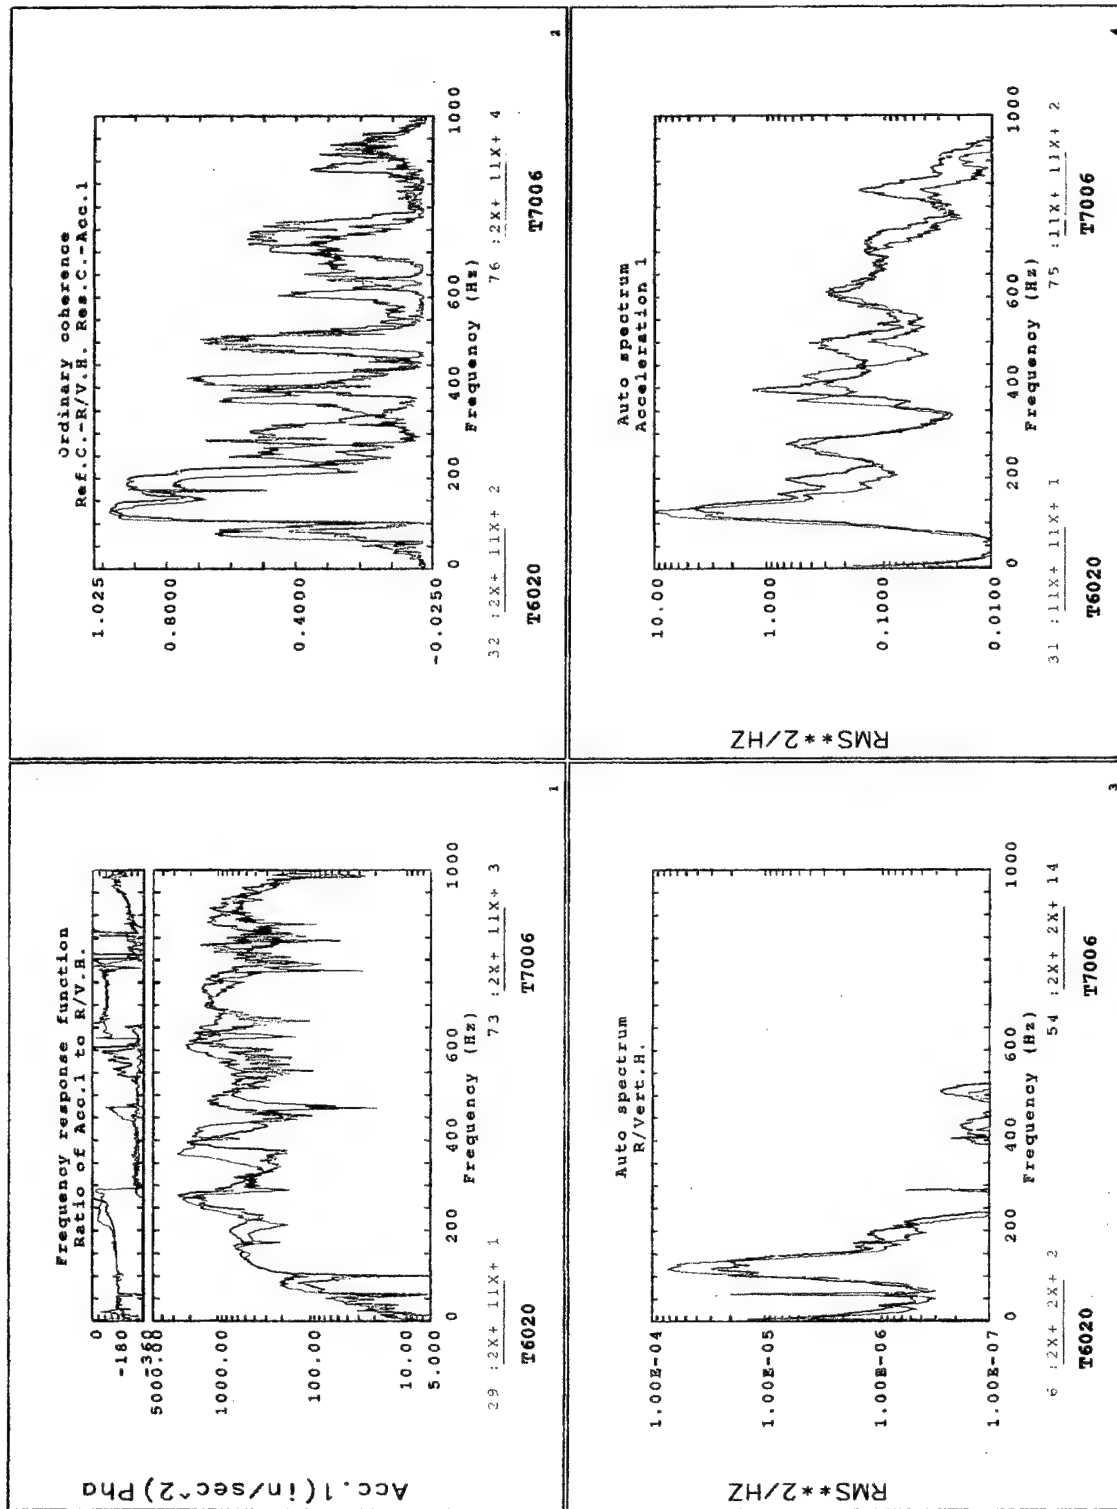 Frequency response function
Ratio of Acc.1 to R/V.H.
Acc.1(in/sec^2) Pha
0
-180
-360
5000.00
1000.00
100.00
10.00
5.000
0 200 400 600 1000
Frequency (Hz)
29 :2X+ 11X+ 1 73 :2X+ 11X+ 3
T6020 T7006
1
Ordinary coherence
Ref.C.-R/V.H. Res.C.-Acc.1
1.025
0.8000
0.4000
-0.0250
0 200 400 600 1000
Frequency (Hz)
32 :2X+ 11X+ 2 76 :2X+ 11X+ 4
T6020 T7006
2
Auto spectrum
R/Vert.H.
RMS**2/HZ
1.00E-04
1.00E-05
1.00E-06
1.00E-07
0 200 400 600 1000
Frequency (Hz)
6 :2X+ 2X+ 2 54 :2X+ 2X+ 14
T6020 T7006
3
Auto spectrum
Acceleration 1
RMS**2/HZ
10.00
1.000
0.1000
0.0100
0 200 400 600 1000
Frequency (Hz)
31 :11X+ 11X+ 1 75 :11X+ 11X+ 2
T6020 T7006
4